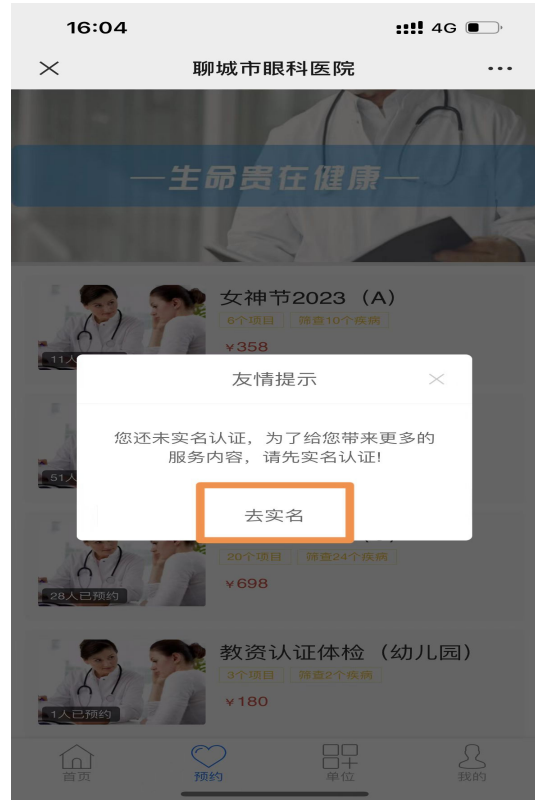 16:04
4G
聊城市眼科医院
—生命贵在健康—
女神节2023（A）
6个项目 筛查10个疾病
¥358
11人
友情提示
您还未实名认证，为了给您带来更多的
服务内容，请先实名认证!
51人
去实名
20个项目 筛查24个疾病
¥698
28人已预约
教资认证体检（幼儿园）
3个项目 筛查2个疾病
¥180
1人已预约
首页
预约
单位
我的